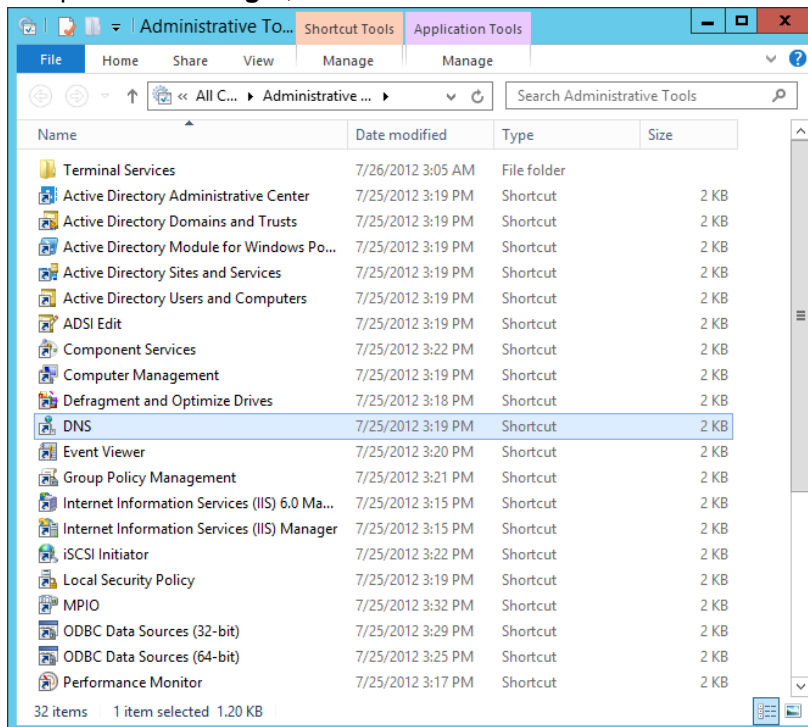 Administrative To... Shortcut Tools Application Tools
File Home Share View Manage Manage
« All C... Administrative ... Search Administrative Tools
Name Date modified Type Size
Terminal Services 7/26/2012 3:05 AM File folder
Active Directory Administrative Center 7/25/2012 3:19 PM Shortcut 2 KB
Active Directory Domains and Trusts 7/25/2012 3:19 PM Shortcut 2 KB
Active Directory Module for Windows Po... 7/25/2012 3:19 PM Shortcut 2 KB
Active Directory Sites and Services 7/25/2012 3:19 PM Shortcut 2 KB
Active Directory Users and Computers 7/25/2012 3:19 PM Shortcut 2 KB
ADSI Edit 7/25/2012 3:19 PM Shortcut 2 KB
Component Services 7/25/2012 3:22 PM Shortcut 2 KB
Computer Management 7/25/2012 3:19 PM Shortcut 2 KB
Defragment and Optimize Drives 7/25/2012 3:18 PM Shortcut 2 KB
DNS 7/25/2012 3:19 PM Shortcut 2 KB
Event Viewer 7/25/2012 3:20 PM Shortcut 2 KB
Group Policy Management 7/25/2012 3:21 PM Shortcut 2 KB
Internet Information Services (IIS) 6.0 Ma... 7/25/2012 3:15 PM Shortcut 2 KB
Internet Information Services (IIS) Manager 7/25/2012 3:15 PM Shortcut 2 KB
iSCSI Initiator 7/25/2012 3:22 PM Shortcut 2 KB
Local Security Policy 7/25/2012 3:19 PM Shortcut 2 KB
MPIO 7/25/2012 3:32 PM Shortcut 2 KB
ODBC Data Sources (32-bit) 7/25/2012 3:29 PM Shortcut 2 KB
ODBC Data Sources (64-bit) 7/25/2012 3:25 PM Shortcut 2 KB
Performance Monitor 7/25/2012 3:17 PM Shortcut 2 KB
32 items 1 item selected 1.20 KB